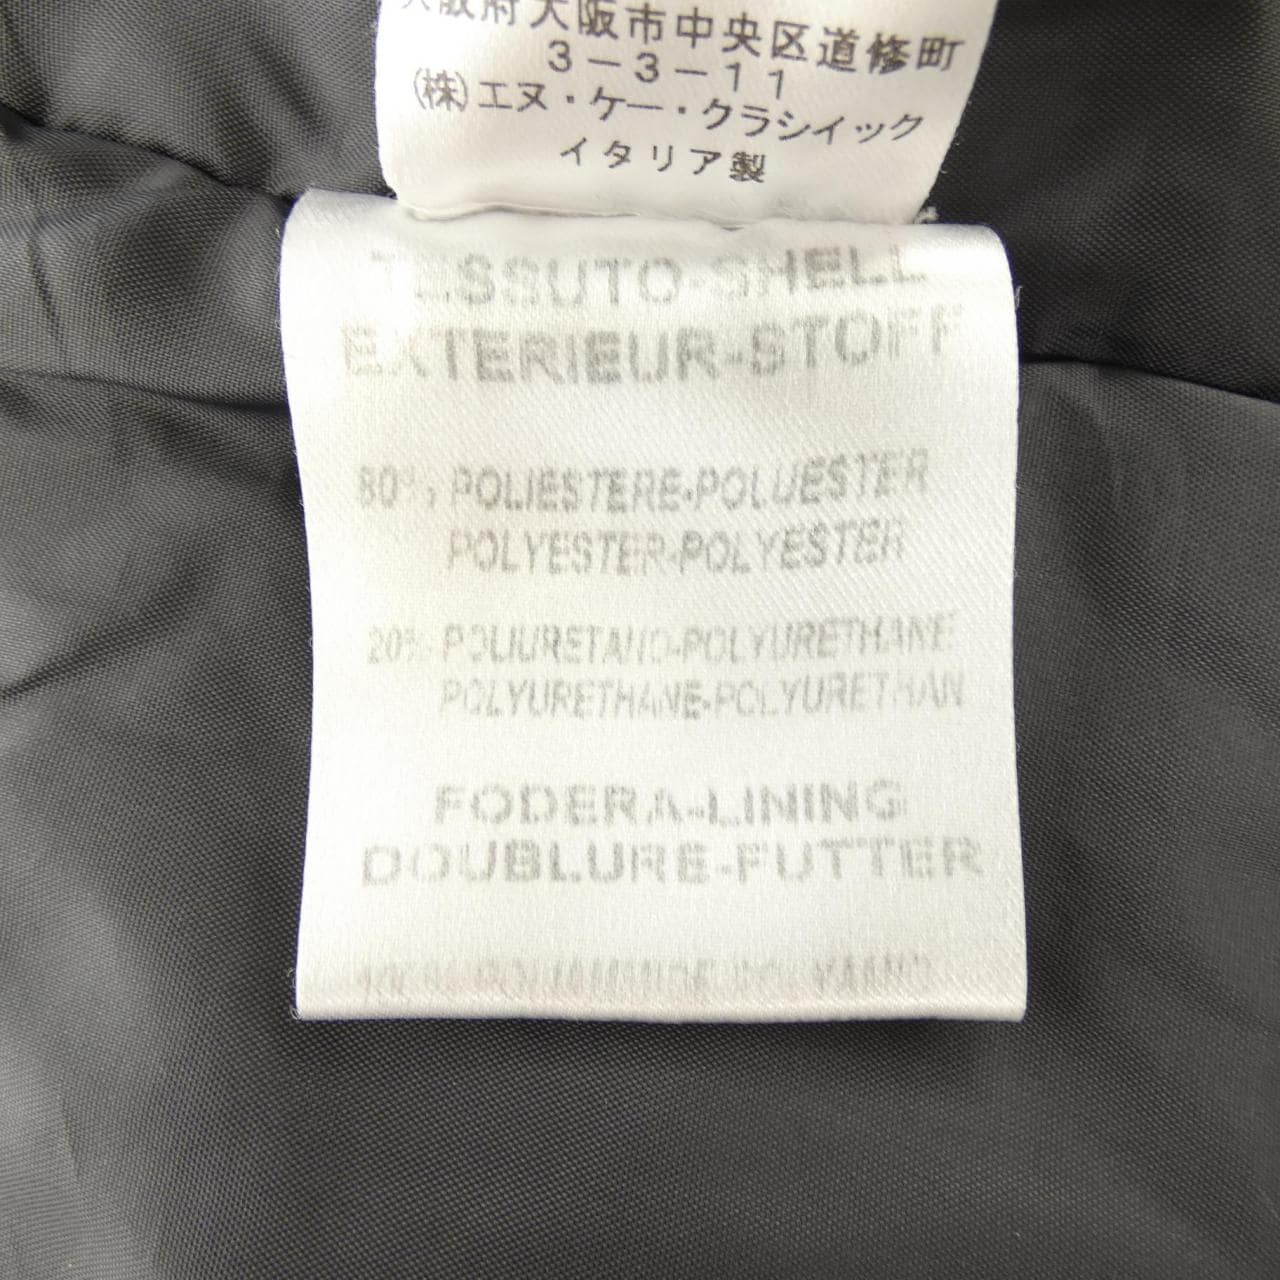 大阪府大阪市中央区道修町
3-3-11
(株)エヌ・ケー・クラシイック
イタリア製
TESSUTO-SHELL
EXTERIEUR-STOFF
80% POLIESTERE-POLUESTER
POLYESTER-POLYESTER
20% POLIURETANO-POLYURETHANE
POLYURETHANE-POLYURETHAN
FODERA-LINING
DOUBLURE-FUTTER
100%